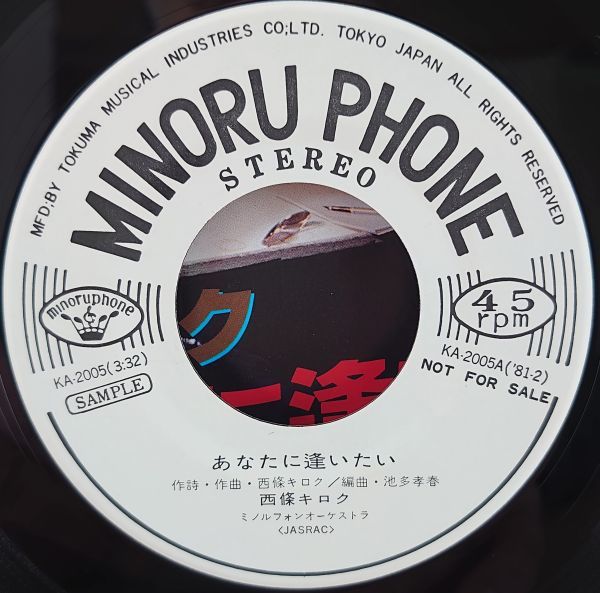 MFD;BY TOKUMA MUSICAL INDUSTRIES CO;LTD. TOKYO JAPAN ALL RIGHTS RESERVED
MINORU PHONE
STEREO
minoruphone
45
rpm
KA-2005(3:32)
KA-2005A('81-2)
SAMPLE
NOT FOR SALE
ク
に逢
あなたに逢いたい
作詩・作曲・西條キロク/編曲・池多孝春
西條キロク
ミノルフォンオーケストラ
〈JASRAC〉